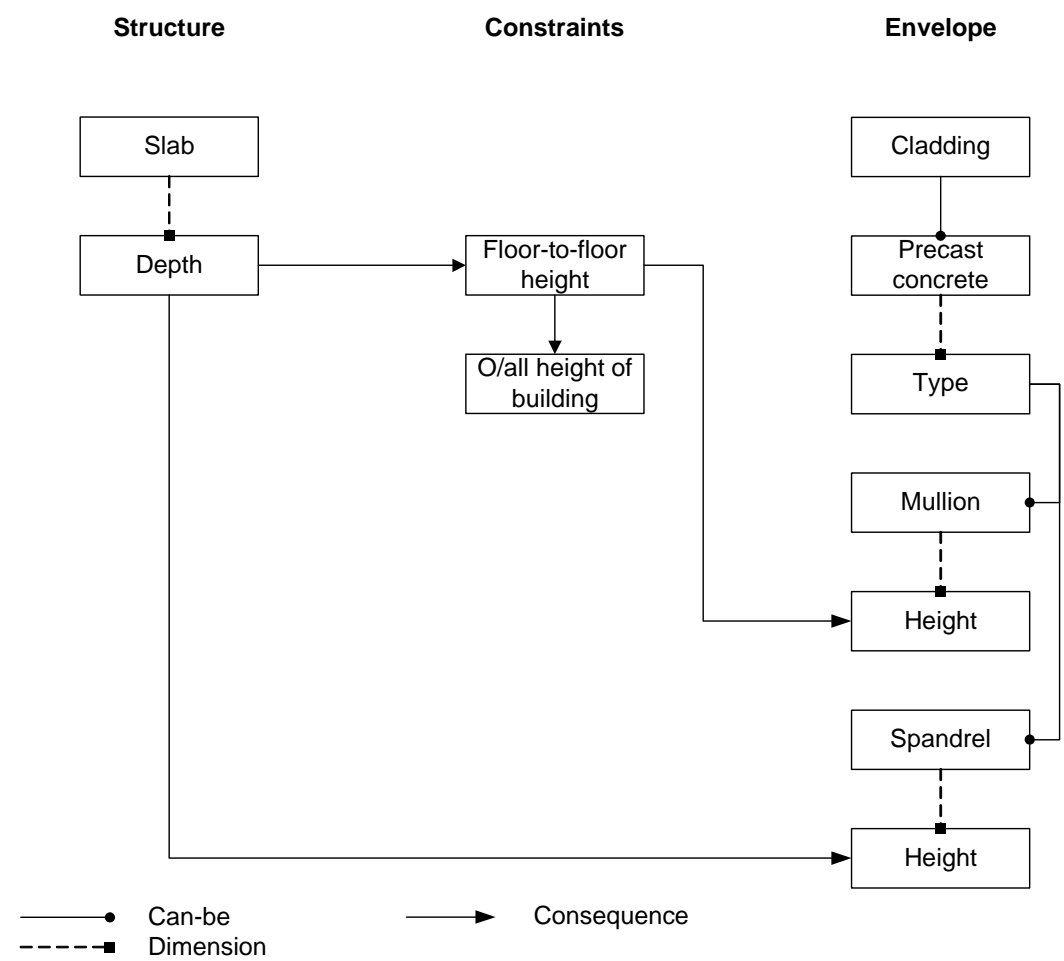 Structure
Constraints
Envelope
Slab
Cladding
Depth
Floor-to-floor
height
Precast
concrete
O/all height of
building
Type
Mullion
Height
Spandrel
Height
Can-be
Consequence
Dimension